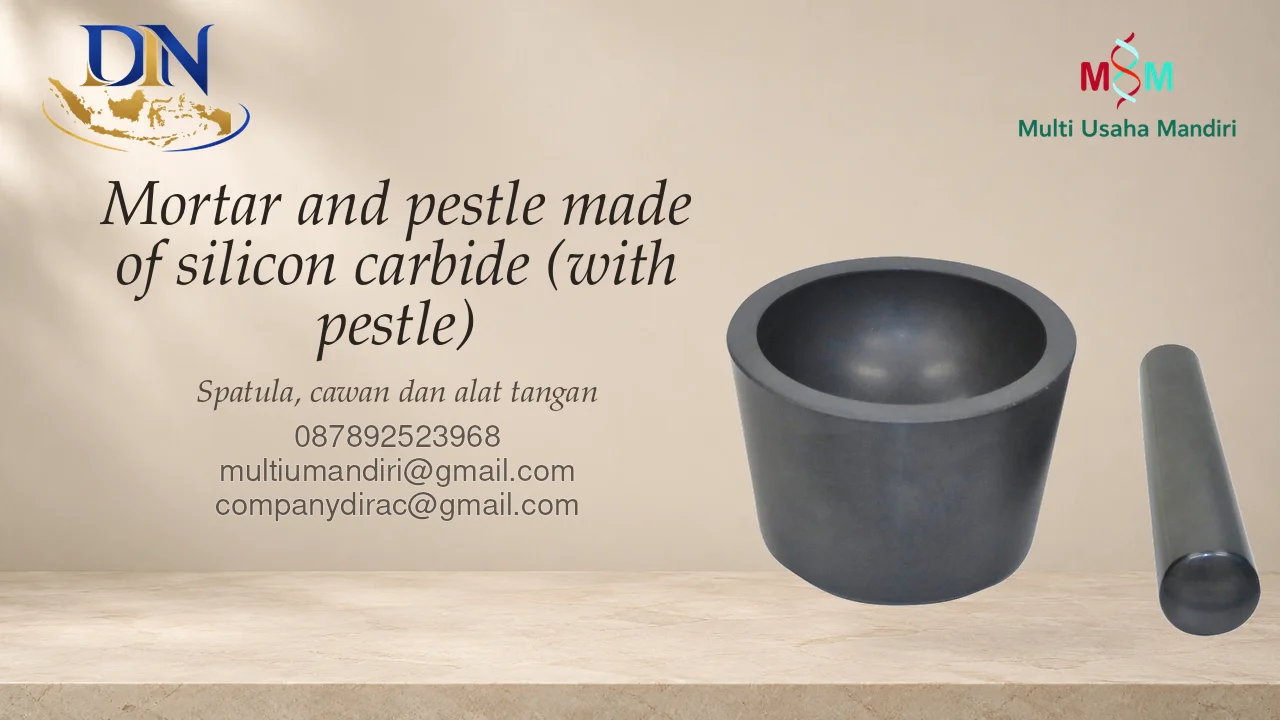 DN
M M
Multi Usaha Mandiri
Mortar and pestle made
of silicon carbide (with
pestle)
Spatula, cawan dan alat tangan
087892523968
multiumandiri@gmail.com
companydirac@gmail.com